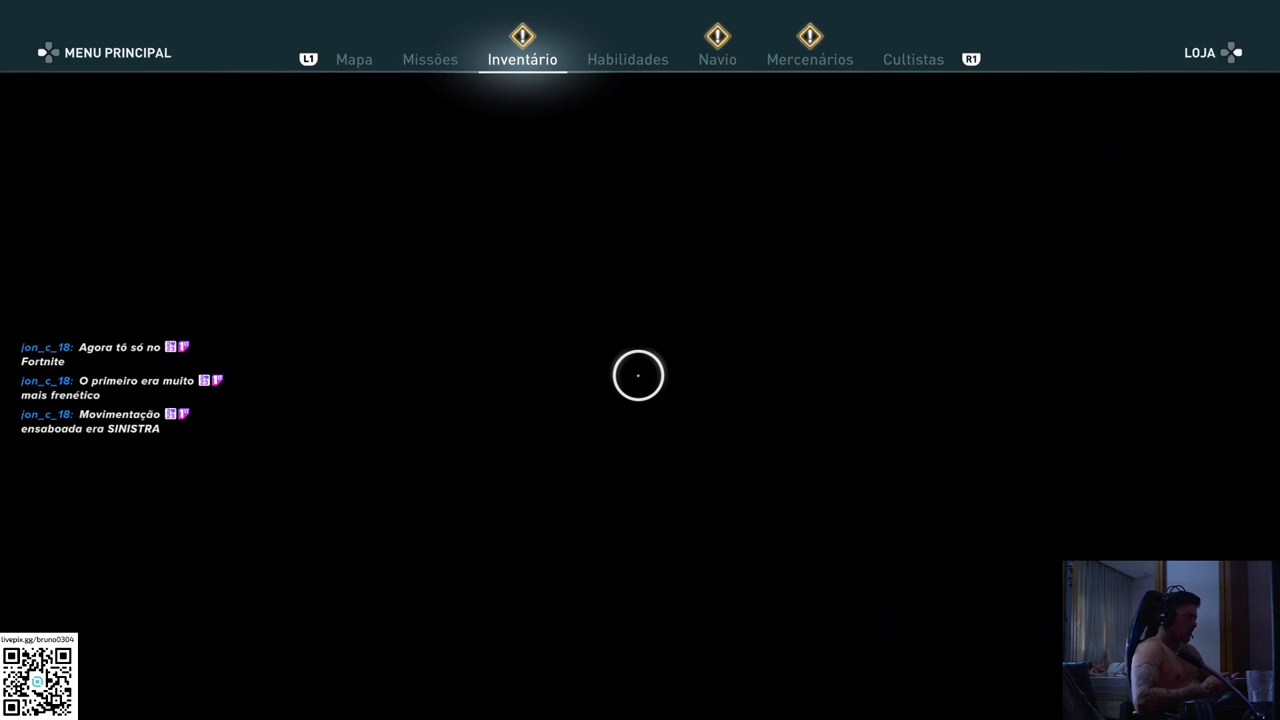 MENU PRINCIPAL
L1 Mapa Missões Inventário Habilidades Navio Mercenários Cultistas R1
LOJA
jon_c_18: Agora tô só no
Fortnite
jon_c_18: O primeiro era muito
mais frenético
jon_c_18: Movimentação
ensaboada era SINISTRA
livepix.gg/bruno0304